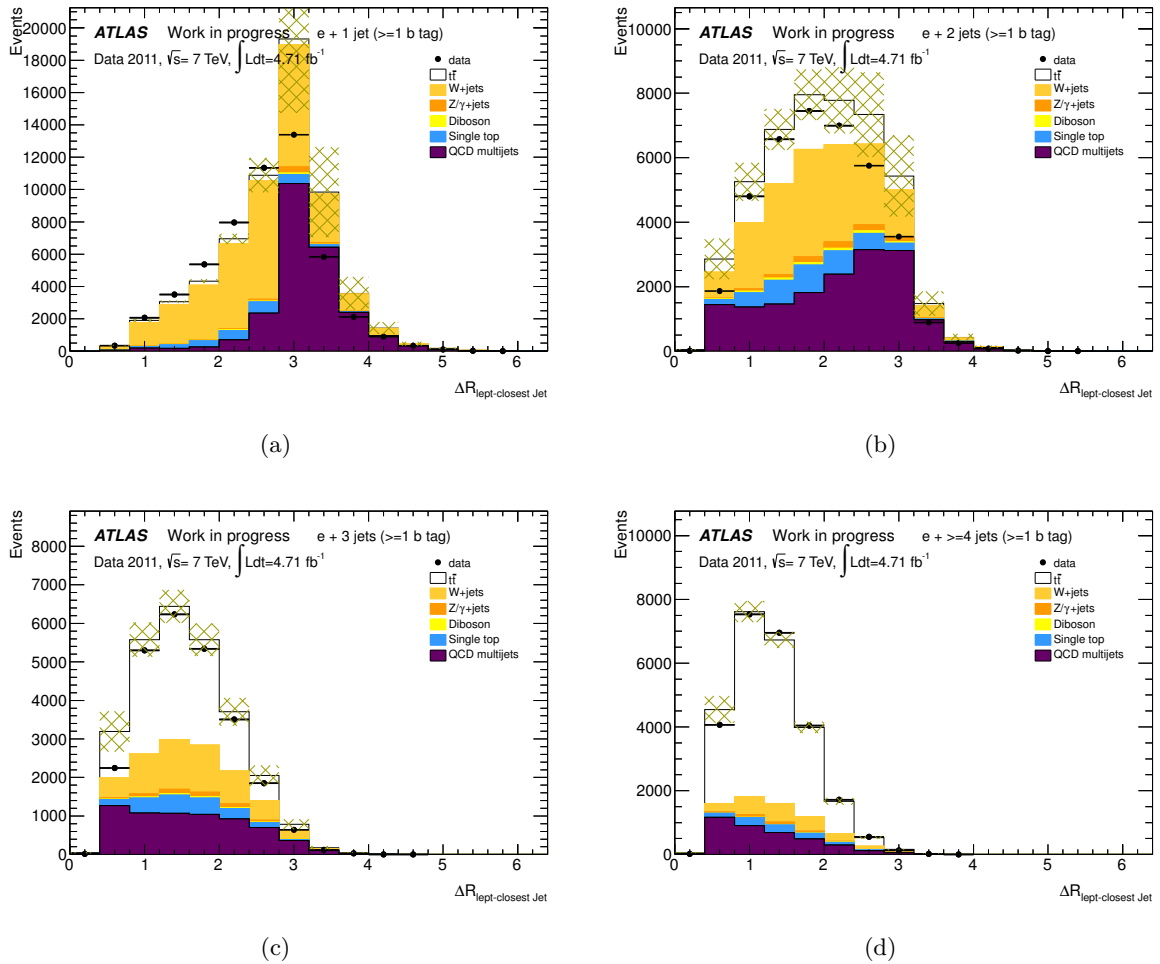 Events
20000
18000
16000
14000
12000
10000
8000
6000
4000
2000
0
ATLAS Work in progress e + 1 jet (>=1 b tag)
Data 2011, √s= 7 TeV, ∫ Ldt=4.71 fb⁻¹
data
tt̄
W+jets
Z/γ+jets
Diboson
Single top
QCD multijets
0 1 2 3 4 5 6
ΔR lept-closest Jet
(a)
Events
10000
8000
6000
4000
2000
0
ATLAS Work in progress e + 2 jets (>=1 b tag)
Data 2011, √s= 7 TeV, ∫ Ldt=4.71 fb⁻¹
data
tt̄
W+jets
Z/γ+jets
Diboson
Single top
QCD multijets
0 1 2 3 4 5 6
ΔR lept-closest Jet
(b)
Events
8000
7000
6000
5000
4000
3000
2000
1000
0
ATLAS Work in progress e + 3 jets (>=1 b tag)
Data 2011, √s= 7 TeV, ∫ Ldt=4.71 fb⁻¹
data
tt̄
W+jets
Z/γ+jets
Diboson
Single top
QCD multijets
0 1 2 3 4 5 6
ΔR lept-closest Jet
(c)
Events
10000
8000
6000
4000
2000
0
ATLAS Work in progress e + >=4 jets (>=1 b tag)
Data 2011, √s= 7 TeV, ∫ Ldt=4.71 fb⁻¹
data
tt̄
W+jets
Z/γ+jets
Diboson
Single top
QCD multijets
0 1 2 3 4 5 6
ΔR lept-closest Jet
(d)